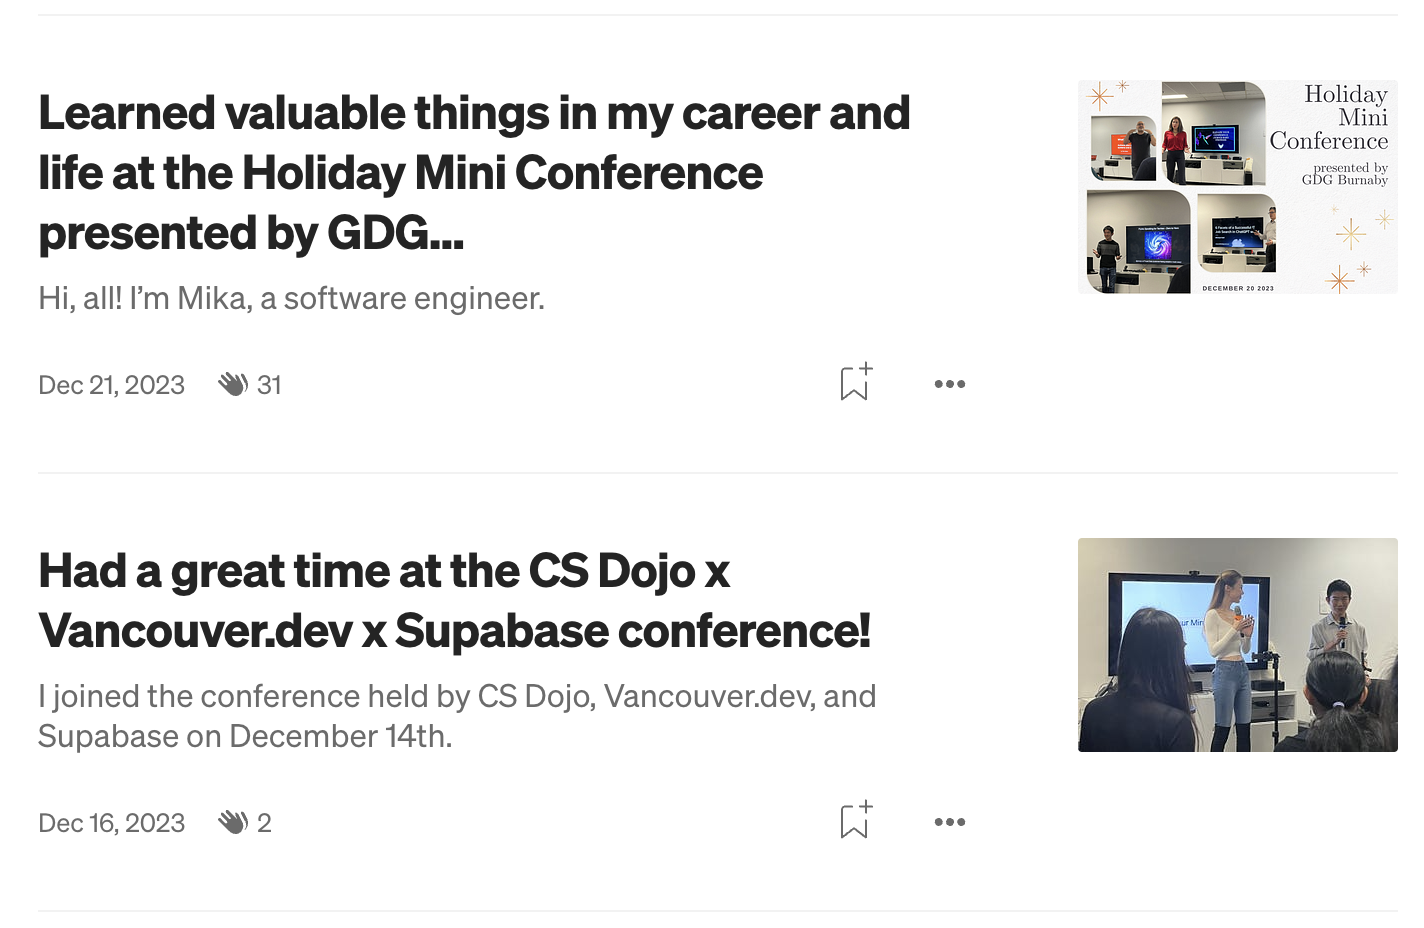 Learned valuable things in my career and
life at the Holiday Mini Conference
presented by GDG...
Hi, all! I'm Mika, a software engineer.
Dec 21, 2023 31
Holiday
Mini
Conference
presented by
GDG Burnaby
DECEMBER 20 2023
Had a great time at the CS Dojo x
Vancouver.dev x Supabase conference!
I joined the conference held by CS Dojo, Vancouver.dev, and
Supabase on December 14th.
Dec 16, 2023 2